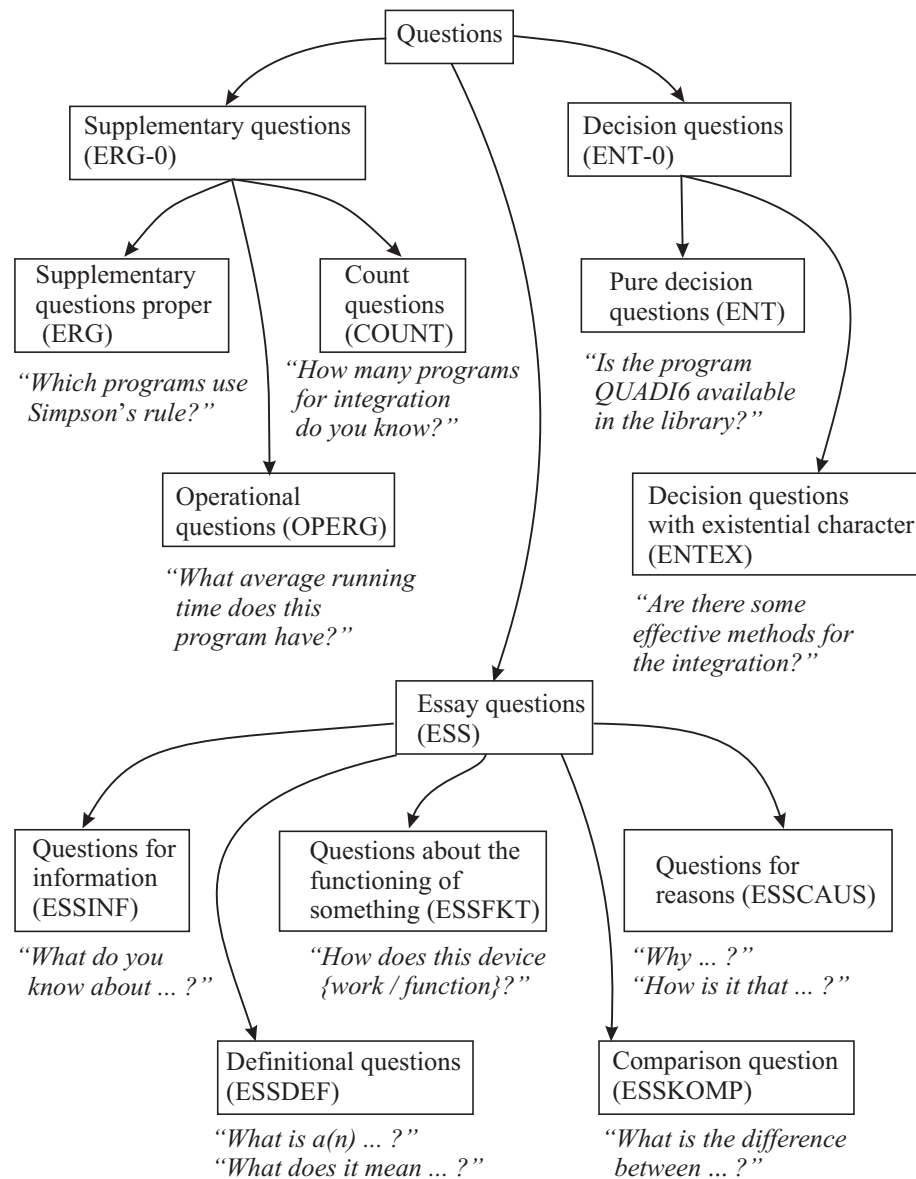 Questions
Supplementary questions
(ERG-0)
Decision questions
(ENT-0)
Supplementary
questions proper
(ERG)
Count
questions
(COUNT)
Pure decision
questions (ENT)
“Which programs use
Simpson’s rule?”
“How many programs
for integration
do you know?”
“Is the program
QUADI6 available
in the library?”
Operational
questions (OPERG)
Decision questions
with existential character
(ENTEX)
“What average running
time does this
program have?”
“Are there some
effective methods for
the integration?”
Essay questions
(ESS)
Questions for
information
(ESSINF)
Questions about the
functioning of
something (ESSFKT)
Questions for
reasons (ESSCAUS)
“What do you
know about ... ?”
“How does this device
{work / function}?”
“Why ... ?”
“How is it that ... ?”
Definitional questions
(ESSDEF)
Comparison question
(ESSKOMP)
“What is a(n) ... ?”
“What does it mean ... ?”
“What is the difference
between ... ?”